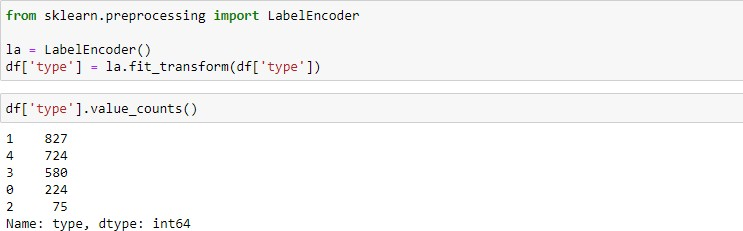 from sklearn.preprocessing import LabelEncoder
la = LabelEncoder()
df['type'] = la.fit_transform(df['type'])
df['type'].value_counts()
1    827
4    724
3    580
0    224
2     75
Name: type, dtype: int64